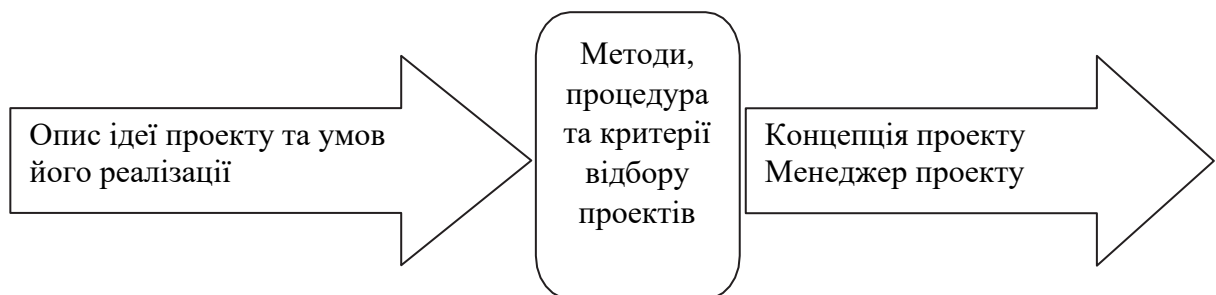 Опис ідеї проекту та умов
його реалізації
Методи,
процедура
та критерії
відбору
проектів
Концепція проекту
Менеджер проекту